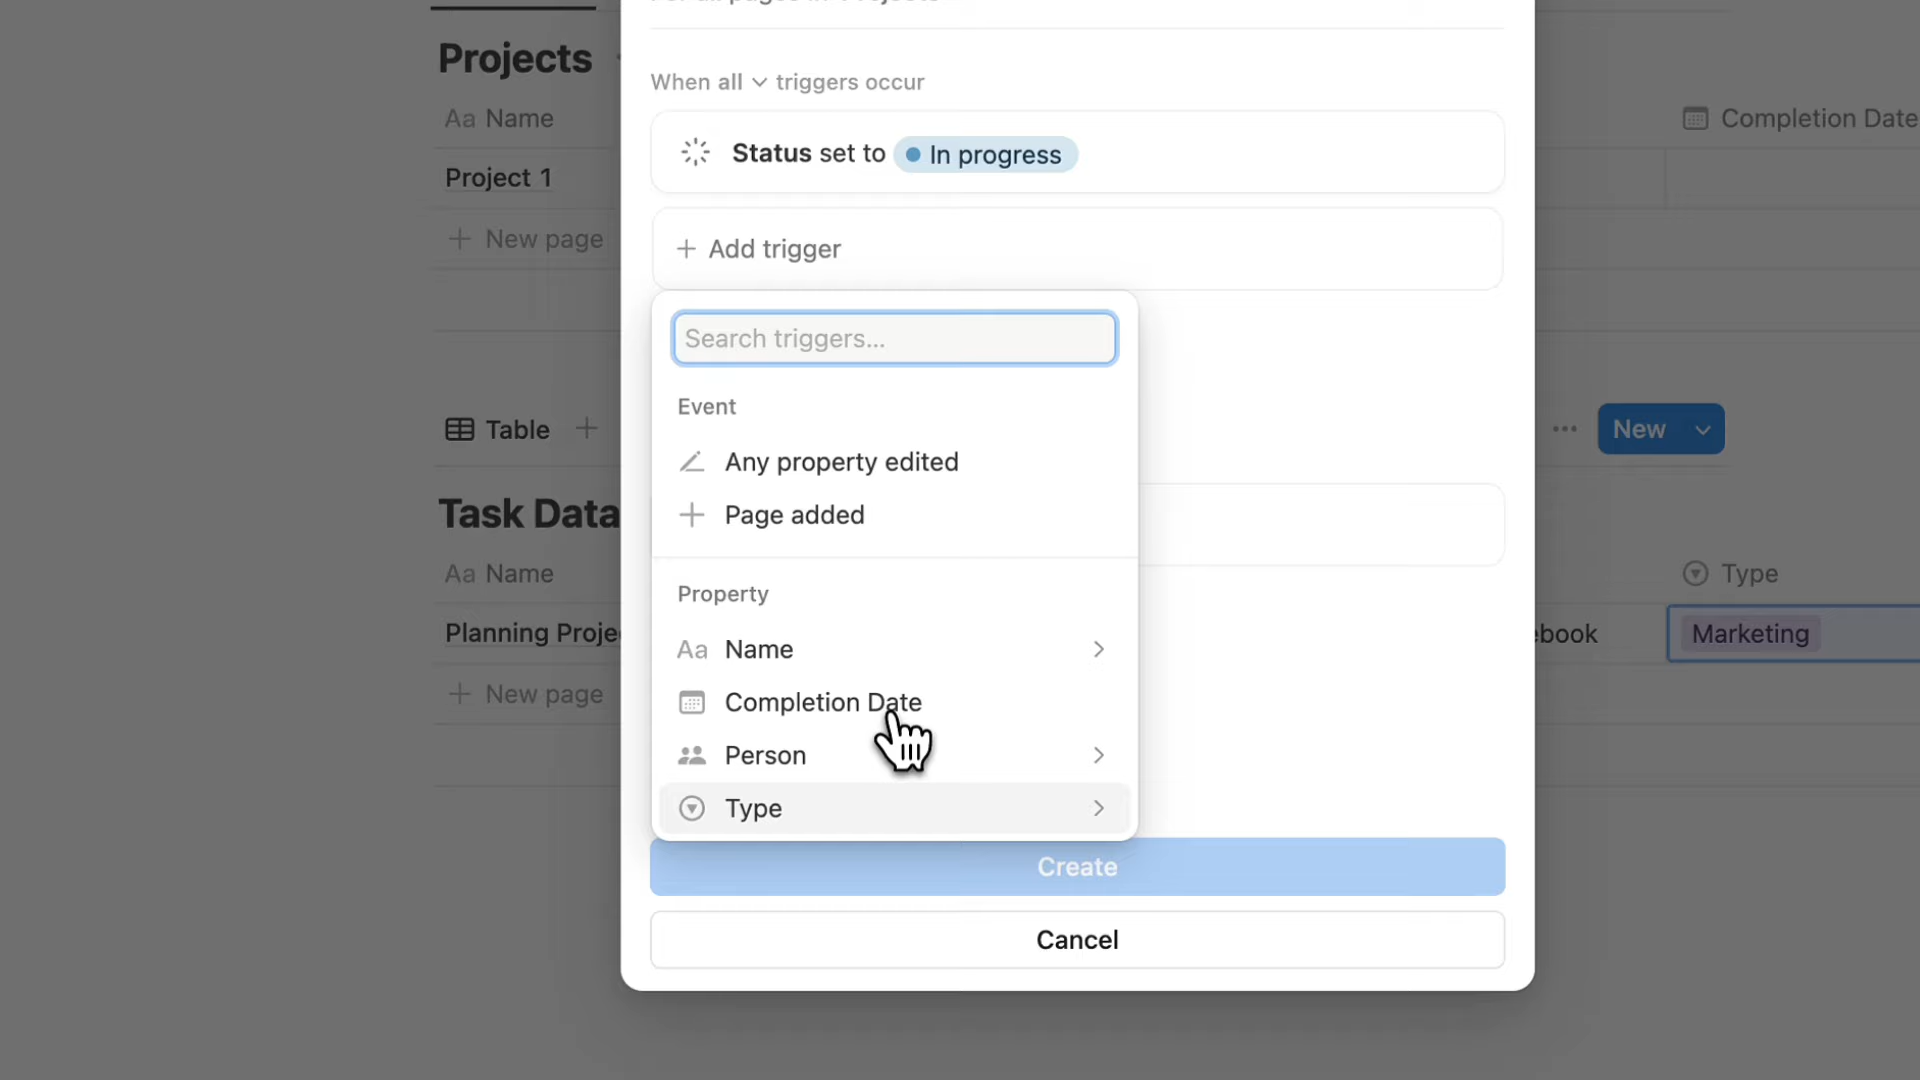 Projects
When all triggers occur
Aa Name
Completion Date
Status set to In progress
Project 1
+ New page
+ Add trigger
Search triggers...
Event
Table +
... New
Any property edited
Page added
Task Data
Aa Name
Type
Property
Planning Proje
ebook
Marketing
Aa Name
+ New page
Completion Date
Person
Type
Create
Cancel